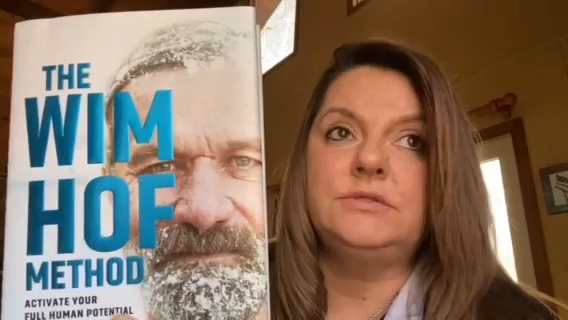 THE
WIM
HOF
METHOD
ACTIVATE YOUR
FULL HUMAN POTENTIAL